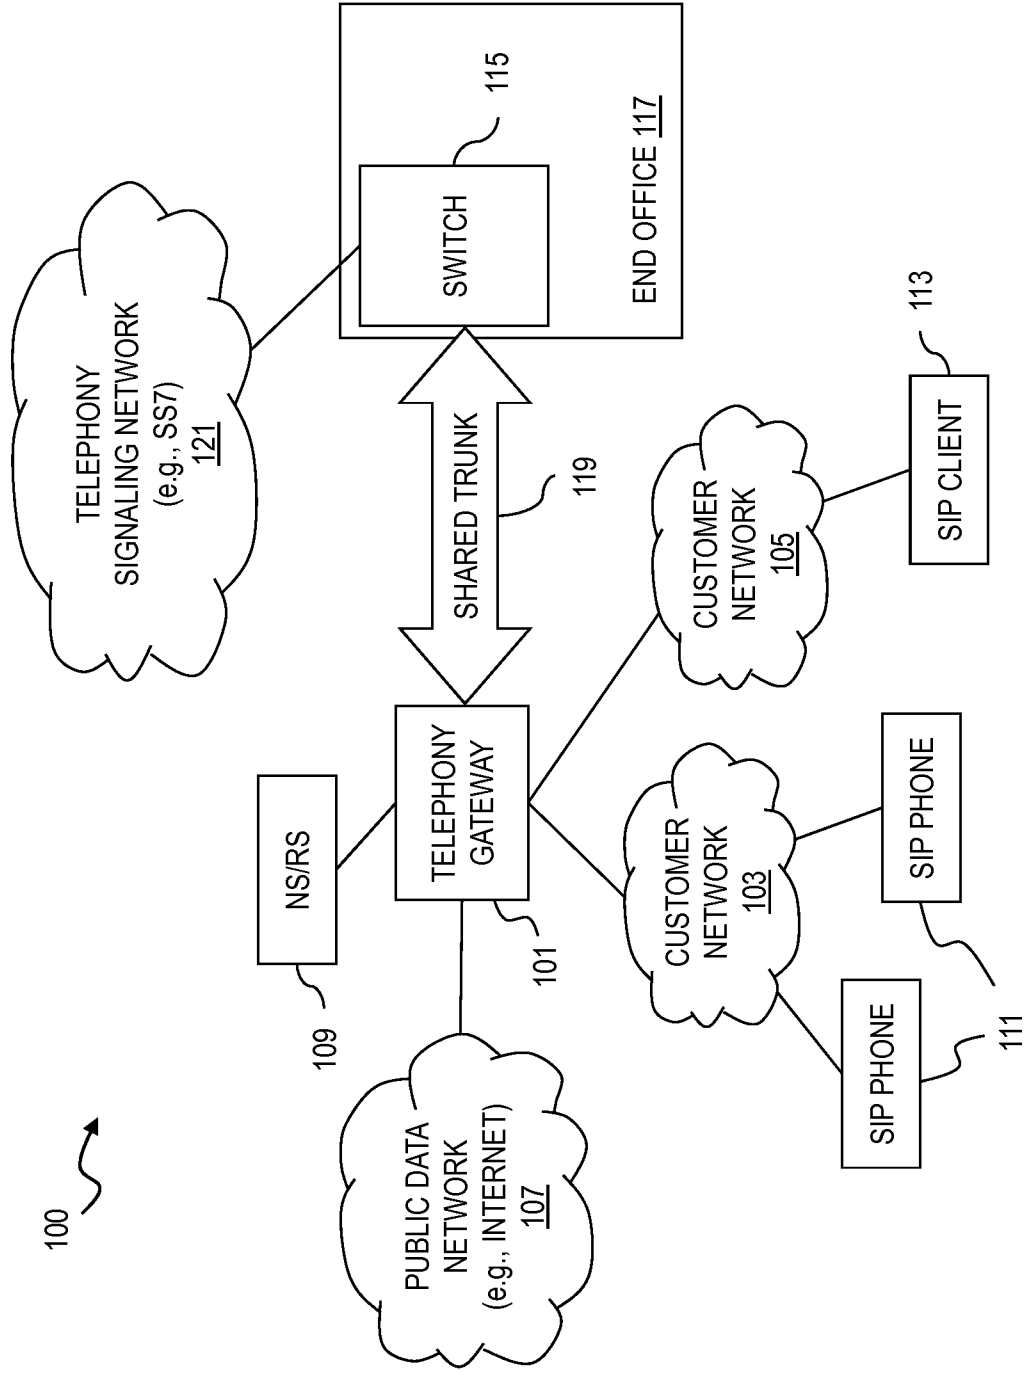 100
TELEPHONY
SIGNALING NETWORK
(e.g., SS7)
121
109
NS/RS
PUBLIC DATA
NETWORK
(e.g., INTERNET)
107
101
TELEPHONY
GATEWAY
SHARED TRUNK
119
SWITCH
115
END OFFICE 117
CUSTOMER
NETWORK
103
CUSTOMER
NETWORK
105
SIP PHONE
SIP PHONE
111
SIP CLIENT
113